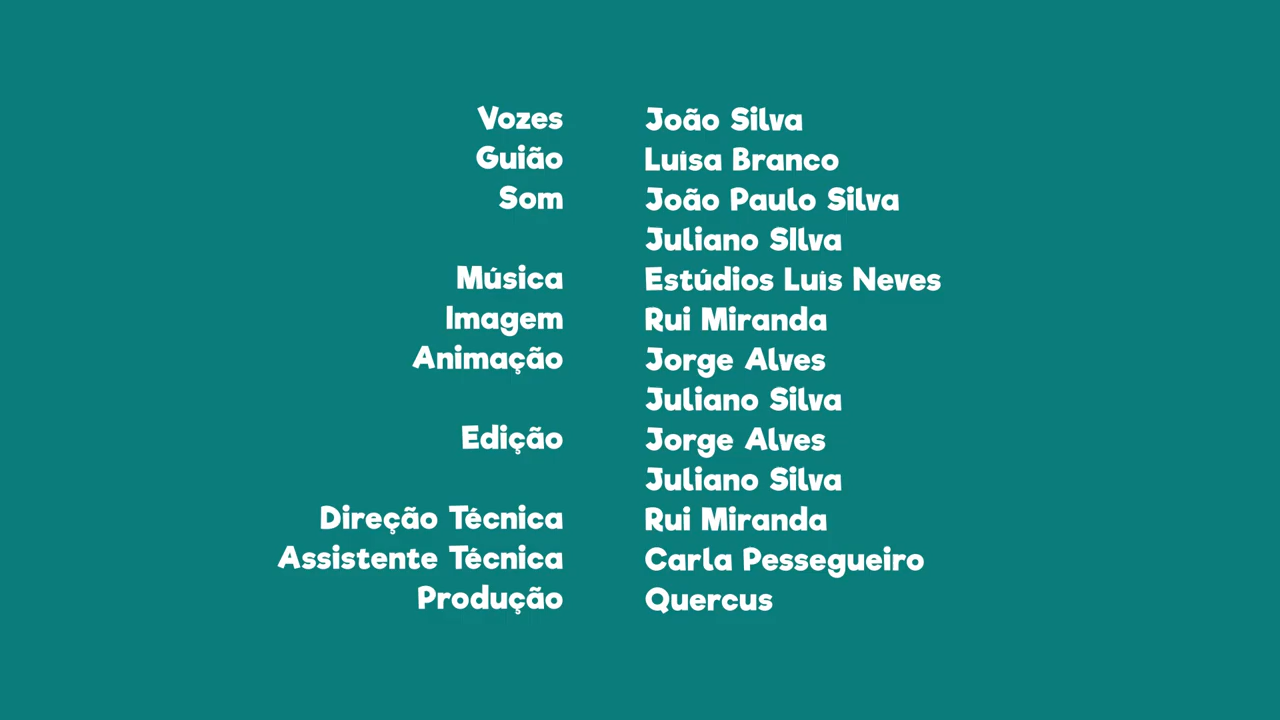 Vozes João Silva
Guião Luísa Branco
Som João Paulo Silva
Juliano SIlva
Música Estúdios Luís Neves
Imagem Rui Miranda
Animação Jorge Alves
Juliano Silva
Edição Jorge Alves
Juliano Silva
Direção Técnica Rui Miranda
Assistente Técnica Carla Pessegueiro
Produção Quercus